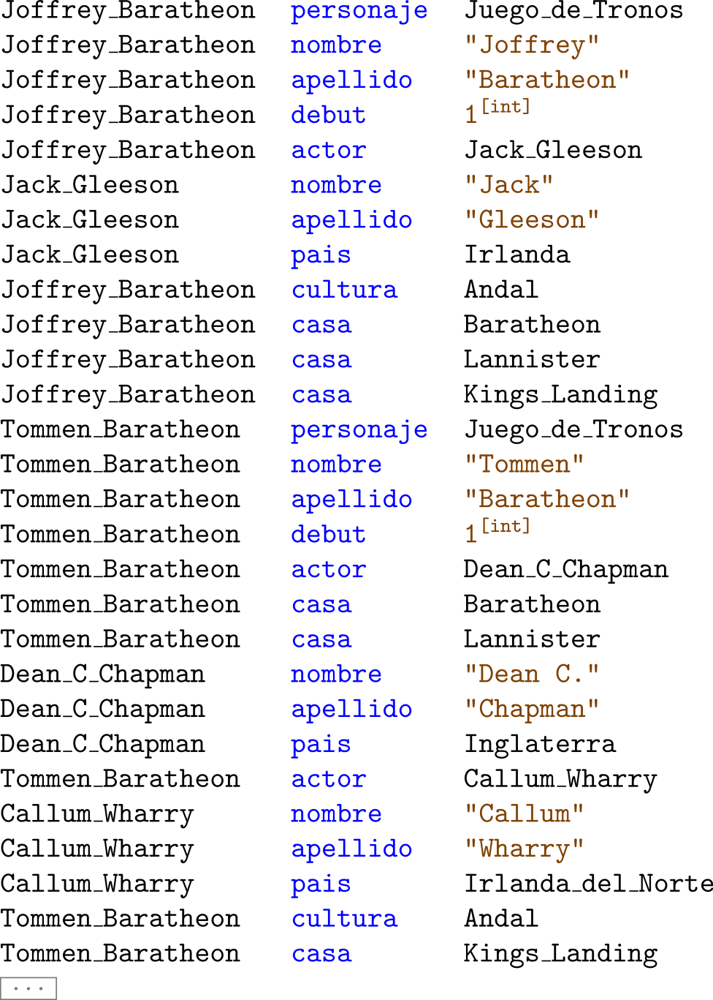 Joffrey_Baratheon personaje Juego_de_Tronos
Joffrey_Baratheon nombre "Joffrey"
Joffrey_Baratheon apellido "Baratheon"
Joffrey_Baratheon debut 1[int]
Joffrey_Baratheon actor Jack_Gleeson
Jack_Gleeson nombre "Jack"
Jack_Gleeson apellido "Gleeson"
Jack_Gleeson pais Irlanda
Joffrey_Baratheon cultura Andal
Joffrey_Baratheon casa Baratheon
Joffrey_Baratheon casa Lannister
Joffrey_Baratheon casa Kings_Landing
Tommen_Baratheon personaje Juego_de_Tronos
Tommen_Baratheon nombre "Tommen"
Tommen_Baratheon apellido "Baratheon"
Tommen_Baratheon debut 1[int]
Tommen_Baratheon actor Dean_C_Chapman
Tommen_Baratheon casa Baratheon
Tommen_Baratheon casa Lannister
Dean_C_Chapman nombre "Dean C."
Dean_C_Chapman apellido "Chapman"
Dean_C_Chapman pais Inglaterra
Tommen_Baratheon actor Callum_Wharry
Callum_Wharry nombre "Callum"
Callum_Wharry apellido "Wharry"
Callum_Wharry pais Irlanda_del_Norte
Tommen_Baratheon cultura Andal
Tommen_Baratheon casa Kings_Landing
...